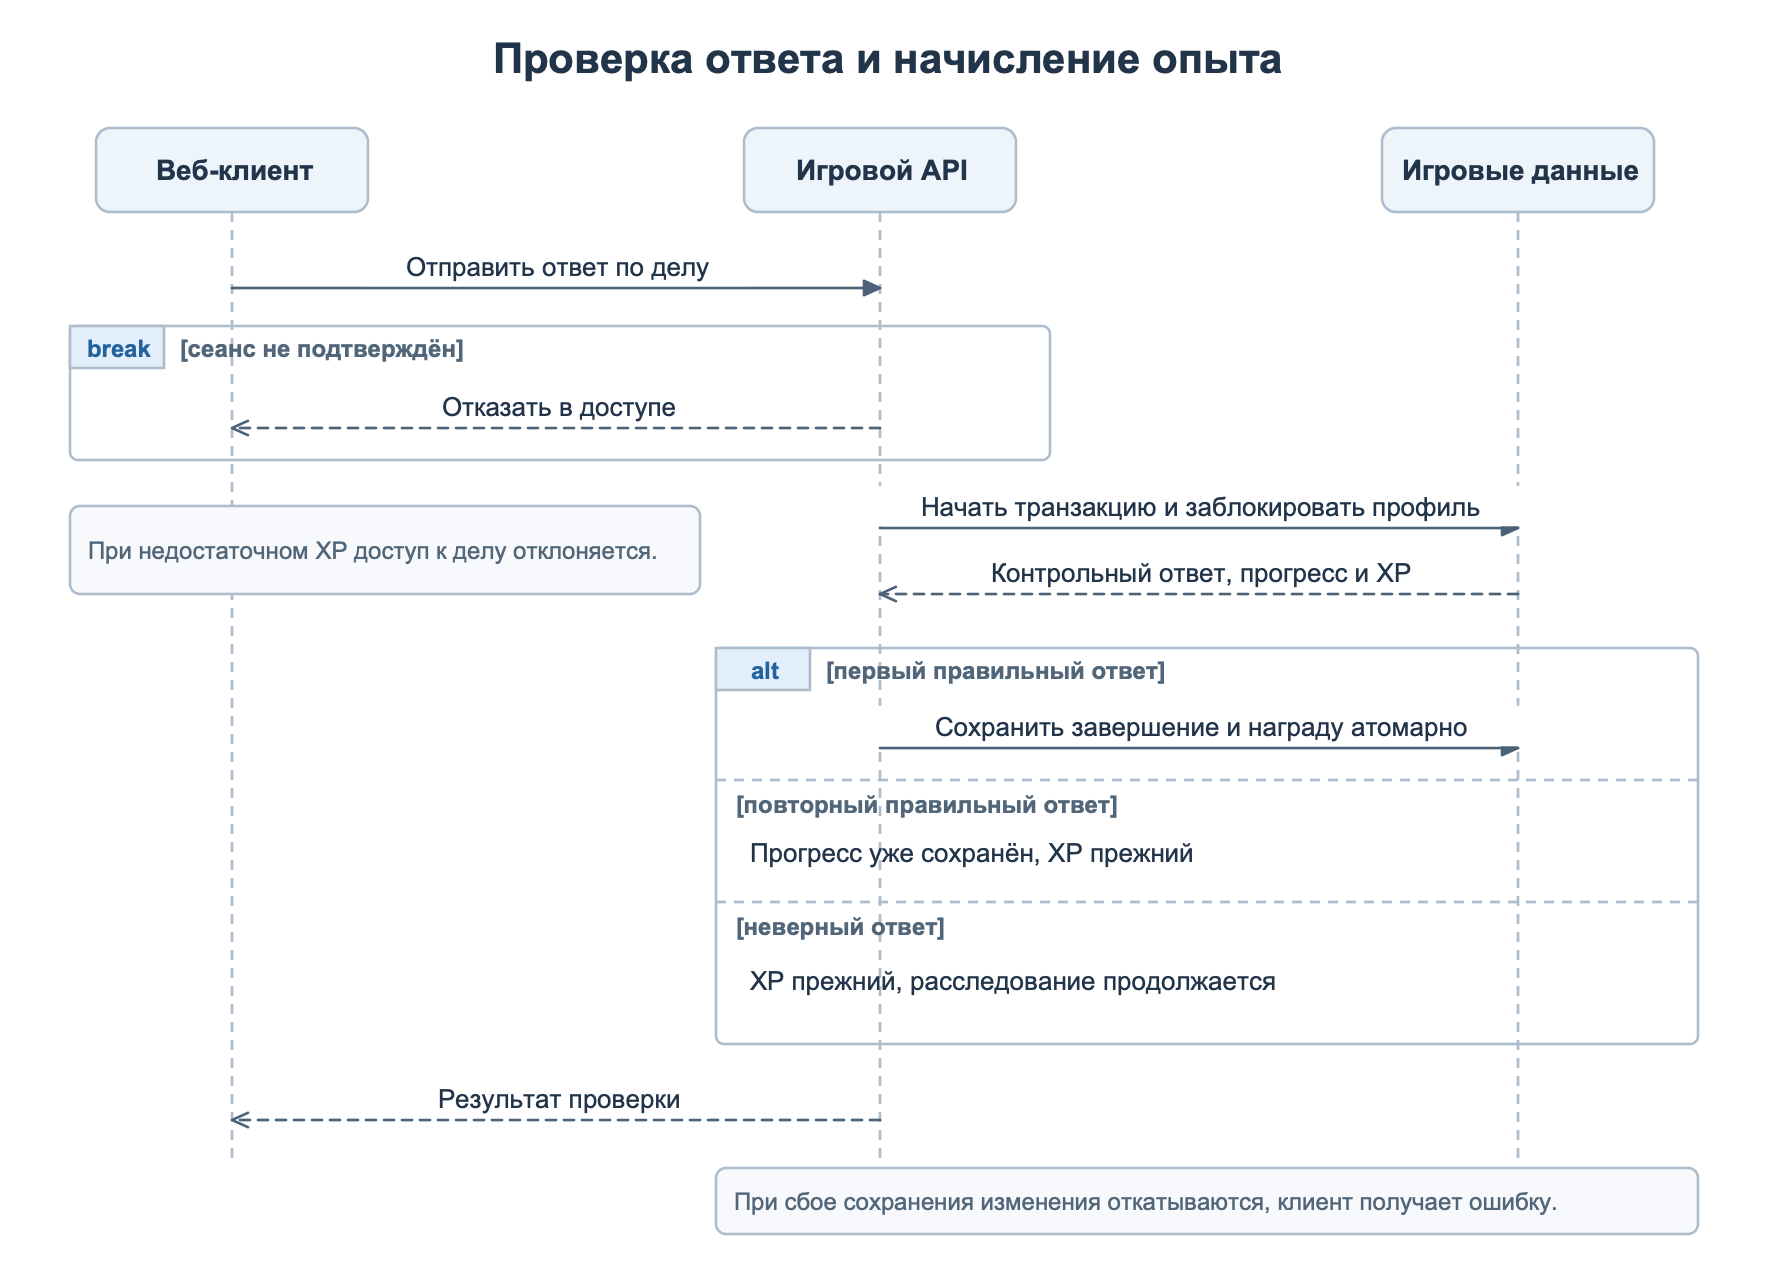 Проверка ответа и начисление опыта
Веб-клиент
Игровой API
Игровые данные
Отправить ответ по делу
break
[сеанс не подтверждён]
Отказать в доступе
Начать транзакцию и заблокировать профиль
При недостаточном XP доступ к делу отклоняется.
Контрольный ответ, прогресс и XP
alt
[первый правильный ответ]
Сохранить завершение и награду атомарно
[повторный правильный ответ]
Прогресс уже сохранён, XP прежний
[неверный ответ]
XP прежний, расследование продолжается
Результат проверки
При сбое сохранения изменения откатываются, клиент получает ошибку.